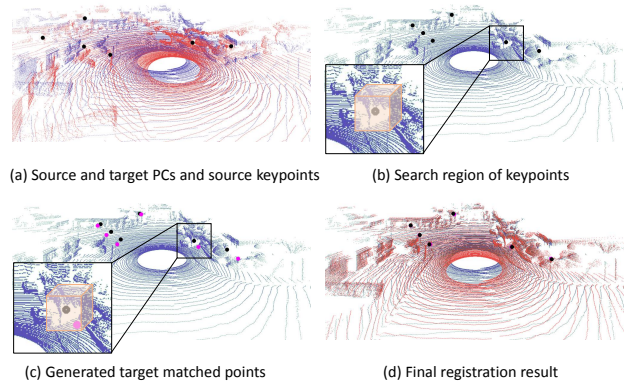 (a) Source and target PCs and source keypoints
(b) Search region of keypoints
(c) Generated target matched points
(d) Final registration result